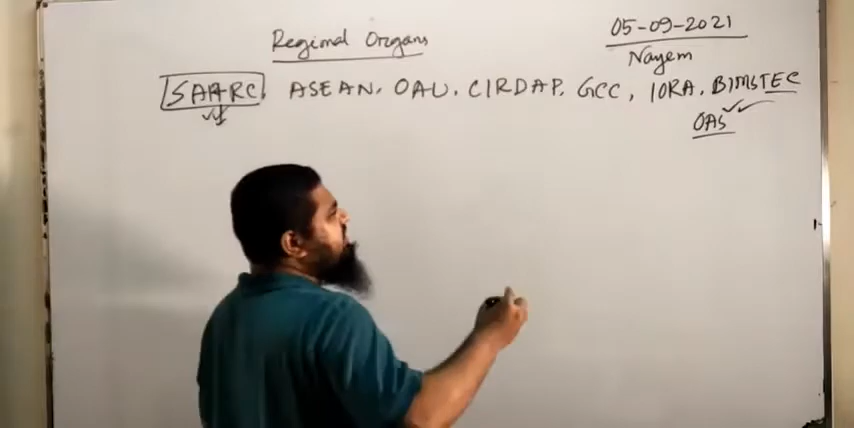 Regional Organs
05-09-2021
Nayem
SAARC, ASEAN, OAU, CIRDAP, GCC, IORA, BIMSTEC
OAS